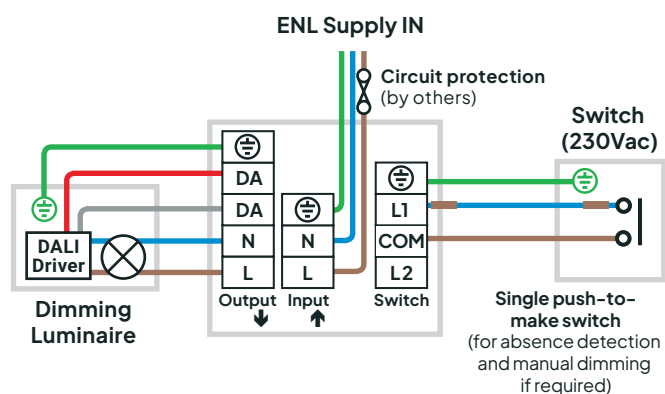 ENL Supply IN
Circuit protection
(by others)
Switch
(230Vac)
DA
DA
N
L
Output
N
L
Input
L1
COM
L2
Switch
DALI
Driver
Dimming
Luminaire
Single push-to-
make switch
(for absence detection
and manual dimming
if required)